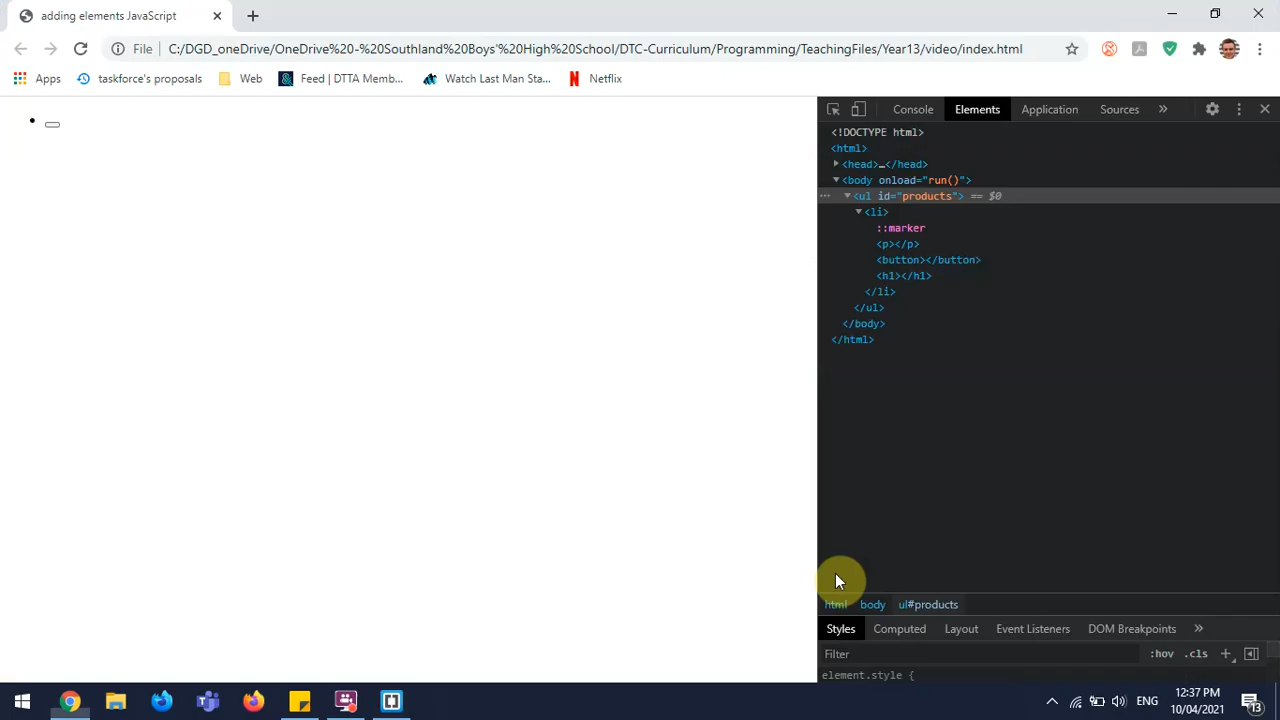 adding elements JavaScript
File C:/DGD_oneDrive/OneDrive%20-%20Southland%20Boys'%20High%20School/DTC-Curriculum/Programming/TeachingFiles/Year13/video/index.html
Apps taskforce's proposals Web Feed | DTTA Memb... Watch Last Man Sta... Netflix
Console Elements Application Sources »
<!DOCTYPE html>
<html>
<head>…</head>
<body onload="run()">
<ul id="products"> == $0
<li>
::marker
<p></p>
<button></button>
<h1></h1>
</li>
</ul>
</body>
</html>
html body ul#products
Styles Computed Layout Event Listeners DOM Breakpoints »
Filter :hov .cls +
element.style {
12:37 PM
ENG
10/04/2021
13